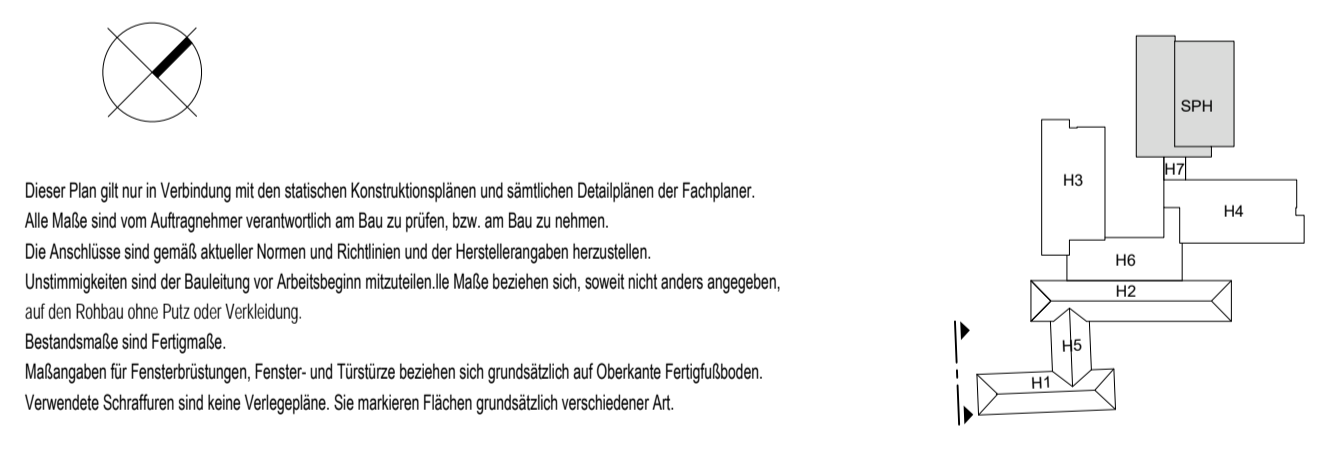 Dieser Plan gilt nur in Verbindung mit den statischen Konstruktionsplänen und sämtlichen Detailplänen der Fachplaner.
Alle Maße sind vom Auftragnehmer verantwortlich am Bau zu prüfen, bzw. am Bau zu nehmen.
Die Anschlüsse sind gemäß aktueller Normen und Richtlinien und der Herstellerangaben herzustellen.
Unstimmigkeiten sind der Bauleitung vor Arbeitsbeginn mitzuteilen.lle Maße beziehen sich, soweit nicht anders angegeben,
auf den Rohbau ohne Putz oder Verkleidung.
Bestandsmaße sind Fertigmaße.
Maßangaben für Fensterbrüstungen, Fenster- und Türstürze beziehen sich grundsätzlich auf Oberkante Fertigfußboden.
Verwendete Schraffuren sind keine Verlegepläne. Sie markieren Flächen grundsätzlich verschiedener Art.
SPH
H7
H3
H4
H6
H2
H5
H1